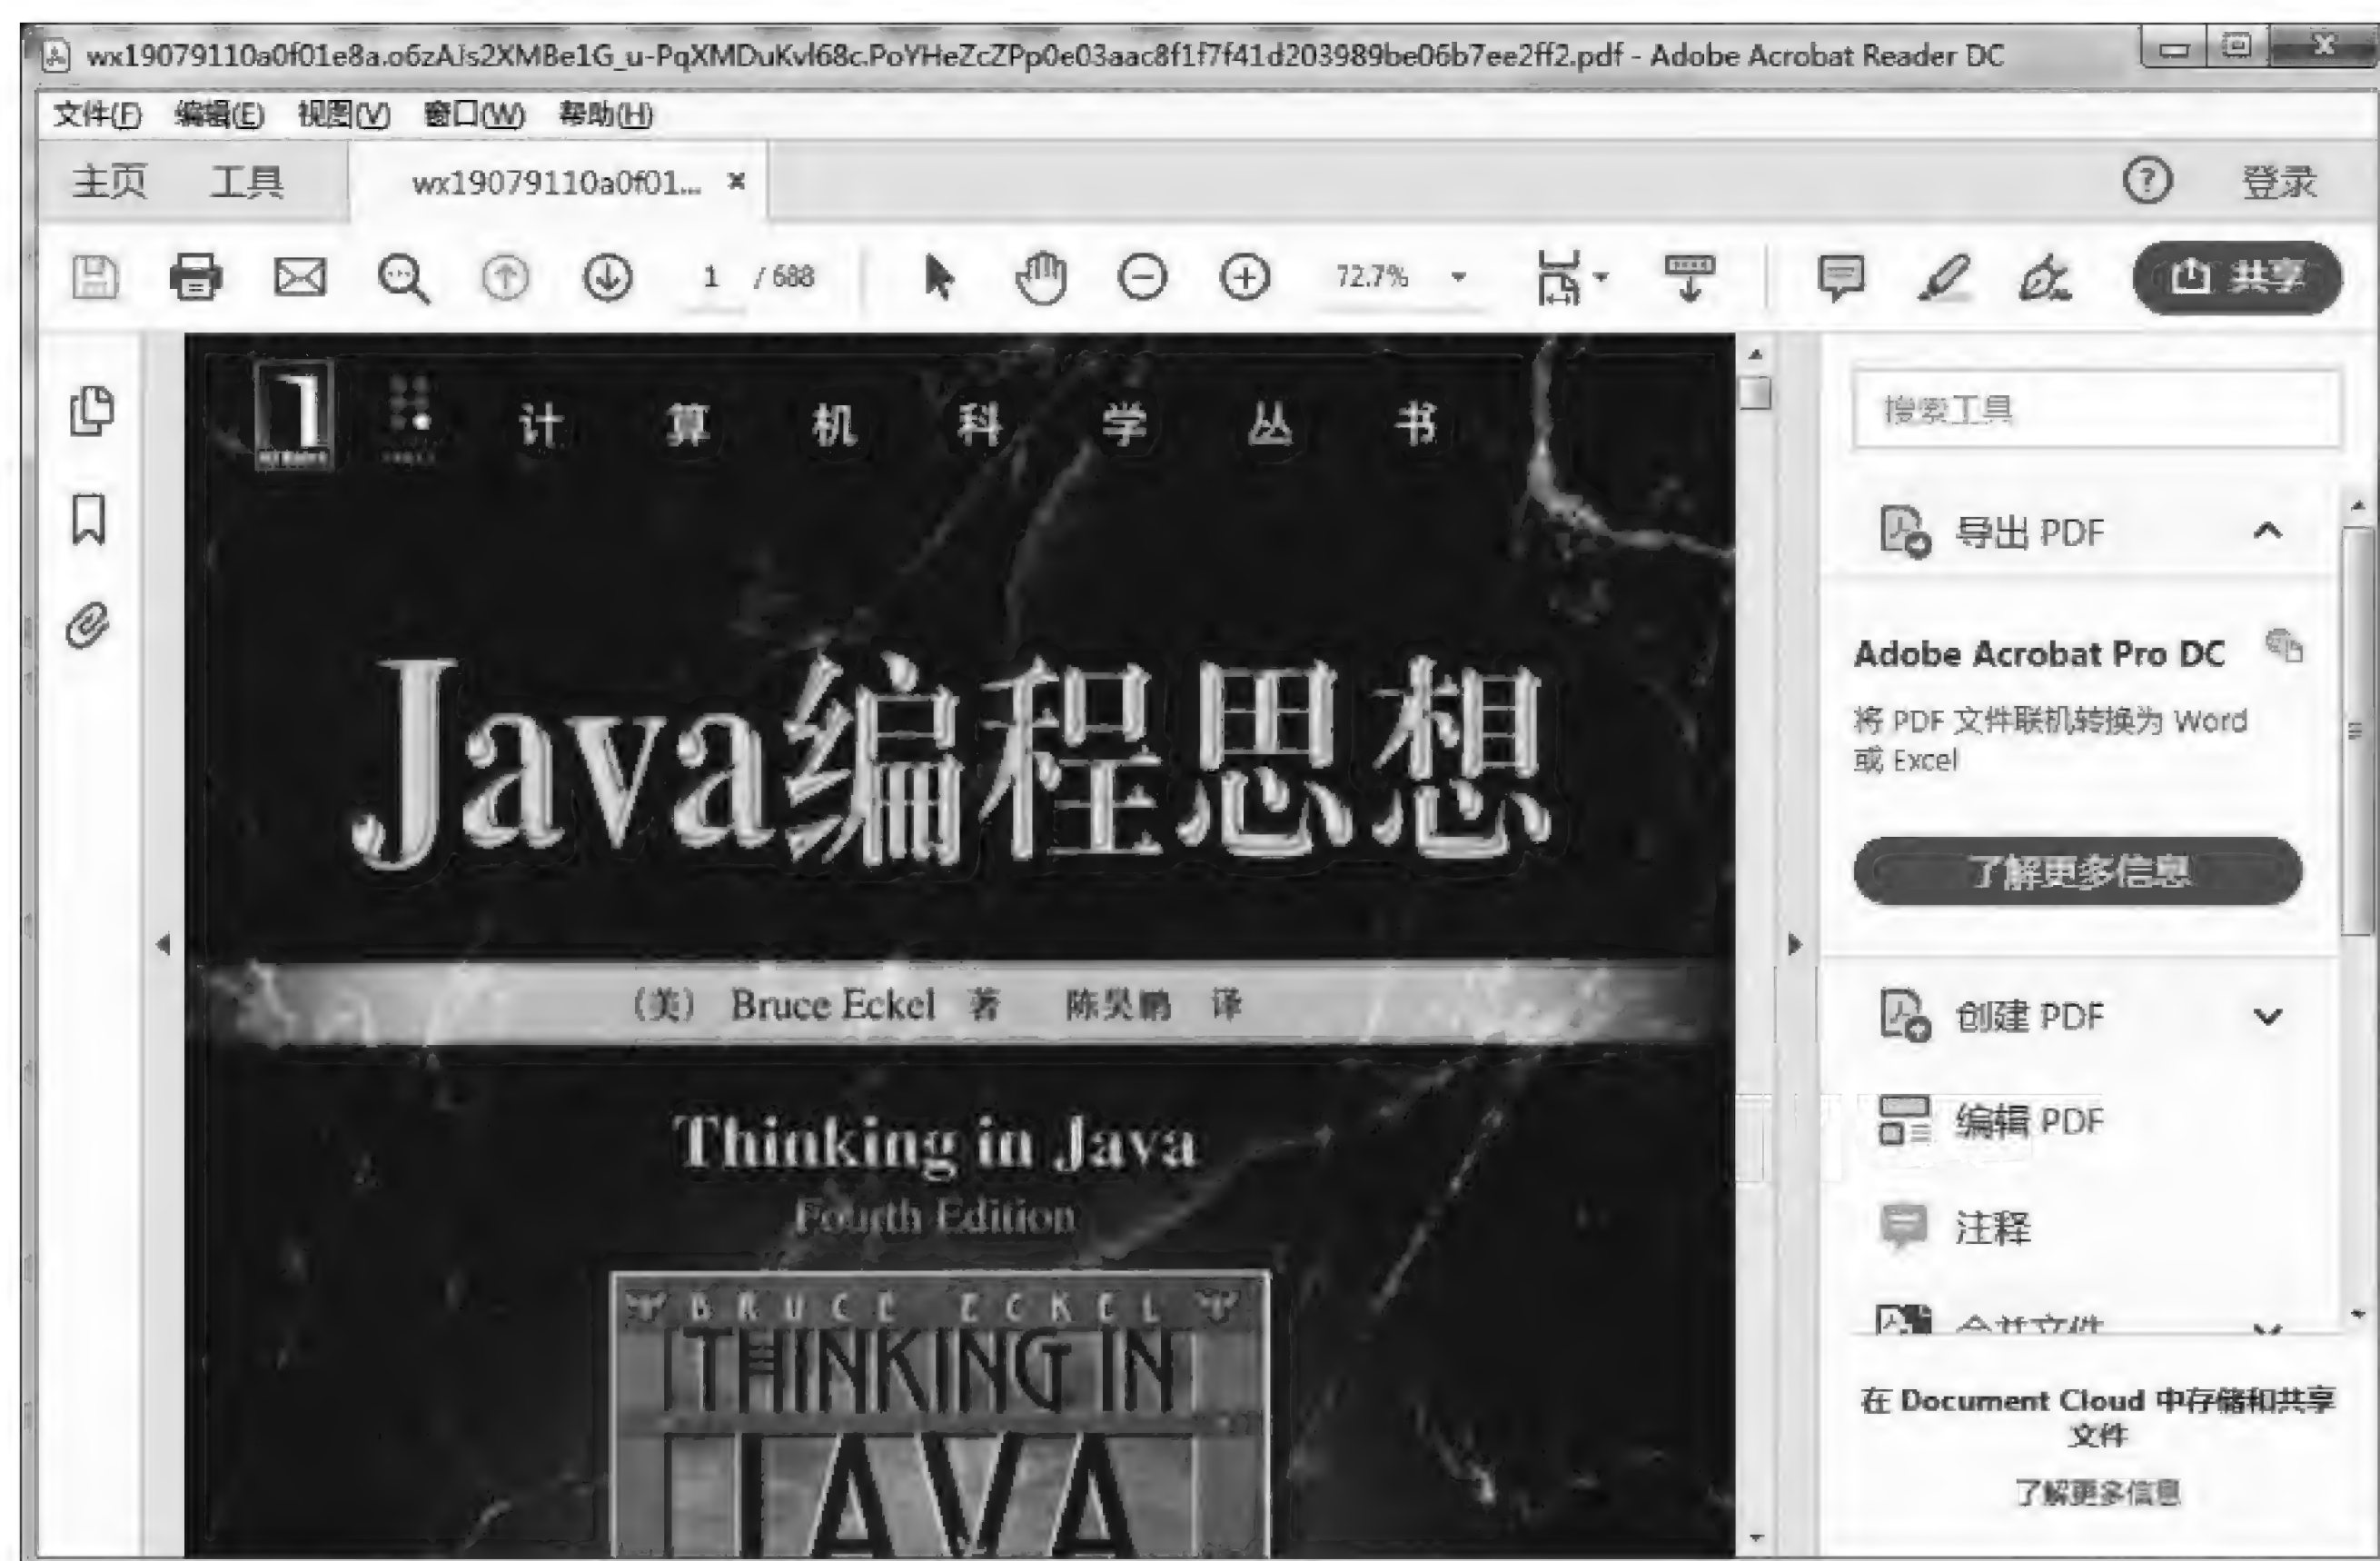 wx19079110a0f01e8a.o6zAJs2XMBe1G_u-PqXMDuKvl68c.PoYHeZcZPp0e03aac8f1f7f41d203989be06b7ee2ff2.pdf - Adobe Acrobat Reader DC
文件(F) 编辑(E) 视图(V) 窗口(W) 帮助(H)
主页 工具 wx19079110a0f01... × ? 登录
1 / 688 72.7% 共享
计算机科学丛书
Java编程思想
(美) Bruce Eckel 著 陈昊鹏 译
Thinking in Java
Fourth Edition
BRUCE ECKEL
THINKING IN
JAVA
搜索工具
导出 PDF
Adobe Acrobat Pro DC
将 PDF 文件联机转换为 Word
或 Excel
了解更多信息
创建 PDF
编辑 PDF
注释
合并文件
在 Document Cloud 中存储和共享
文件
了解更多信息